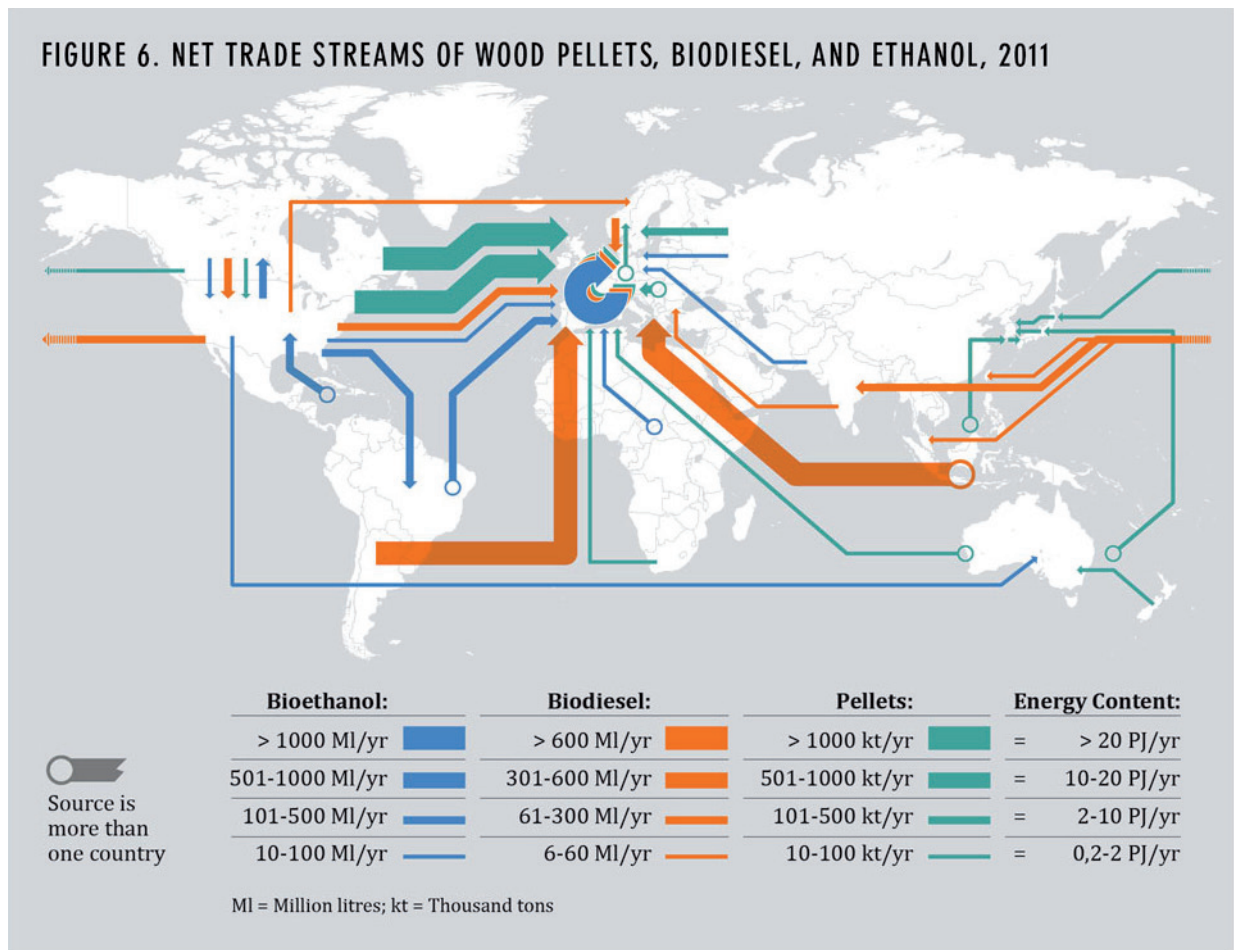 FIGURE 6. NET TRADE STREAMS OF WOOD PELLETS, BIODIESEL, AND ETHANOL, 2011
Bioethanol: Biodiesel: Pellets: Energy Content:
> 1000 Ml/yr > 600 Ml/yr > 1000 kt/yr = > 20 PJ/yr
501-1000 Ml/yr 301-600 Ml/yr 501-1000 kt/yr = 10-20 PJ/yr
101-500 Ml/yr 61-300 Ml/yr 101-500 kt/yr = 2-10 PJ/yr
10-100 Ml/yr 6-60 Ml/yr 10-100 kt/yr = 0,2-2 PJ/yr
Source is
more than
one country
Ml = Million litres; kt = Thousand tons